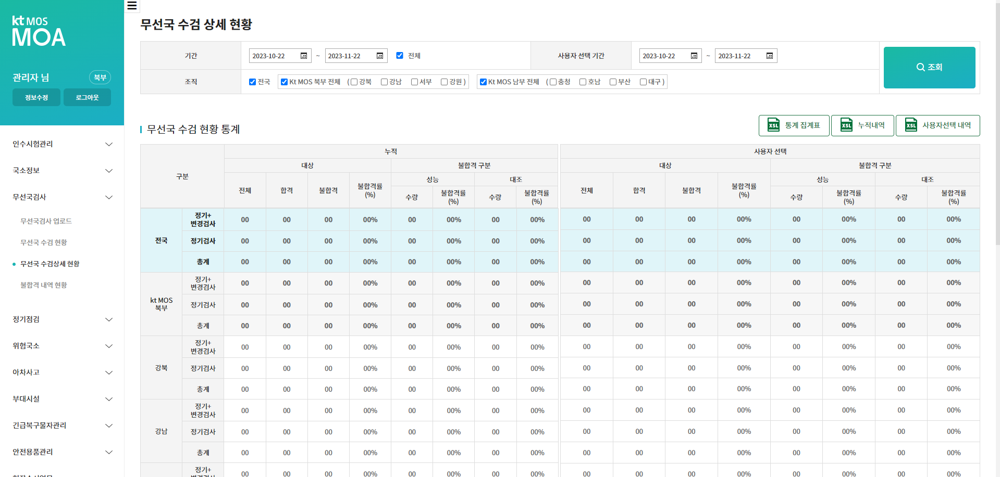 kt MOS
MOA
관리자 님 북부
정보수정 로그아웃
인수시험관리
국소정보
무선국검사
무선국검사 업로드
무선국 수검 현황
무선국 수검상세 현황
불합격 내역 현황
정기점검
위험국소
아차사고
부대시설
긴급복구물자관리
안전용품관리
무선국 수검 상세 현황
기간 2023-10-22 ~ 2023-11-22 전체 사용자 선택 기간 2023-10-22 ~ 2023-11-22
조회
조직 전국 Kt MOS 북부 전체 ( 강북 강남 서부 강원 ) Kt MOS 남부 전체 ( 충청 호남 부산 대구 )
무선국 수검 현황 통계
XSL 통계 집계표 XSL 누적내역 XSL 사용자선택 내역
구분 누적 사용자 선택
대상 불합격 구분 대상 불합격 구분
전체 합격 불합격 불합격률 (%) 성능 대조 전체 합격 불합격 불합격률 (%) 성능 대조
수량 불합격률 (%) 수량 불합격률 (%) 수량 불합격률 (%) 수량 불합격률 (%)
전국
정기+ 변경검사 00 00 00 00% 00 00% 00 00% 00 00 00 00% 00 00% 00 00%
정기검사 00 00 00 00% 00 00% 00 00% 00 00 00 00% 00 00% 00 00%
총계 00 00 00 00% 00 00% 00 00% 00 00 00 00% 00 00% 00 00%
kt MOS 북부
정기+ 변경검사 00 00 00 00% 00 00% 00 00% 00 00 00 00% 00 00% 00 00%
정기검사 00 00 00 00% 00 00% 00 00% 00 00 00 00% 00 00% 00 00%
총계 00 00 00 00% 00 00% 00 00% 00 00 00 00% 00 00% 00 00%
강북
정기+ 변경검사 00 00 00 00% 00 00% 00 00% 00 00 00 00% 00 00% 00 00%
정기검사 00 00 00 00% 00 00% 00 00% 00 00 00 00% 00 00% 00 00%
총계 00 00 00 00% 00 00% 00 00% 00 00 00 00% 00 00% 00 00%
강남
정기+ 변경검사 00 00 00 00% 00 00% 00 00% 00 00 00 00% 00 00% 00 00%
정기검사 00 00 00 00% 00 00% 00 00% 00 00 00 00% 00 00% 00 00%
총계 00 00 00 00% 00 00% 00 00% 00 00 00 00% 00 00% 00 00%
정기+ 00 00 00 00% 00 00% 00 00% 00 00 00 00% 00 00% 00 00%